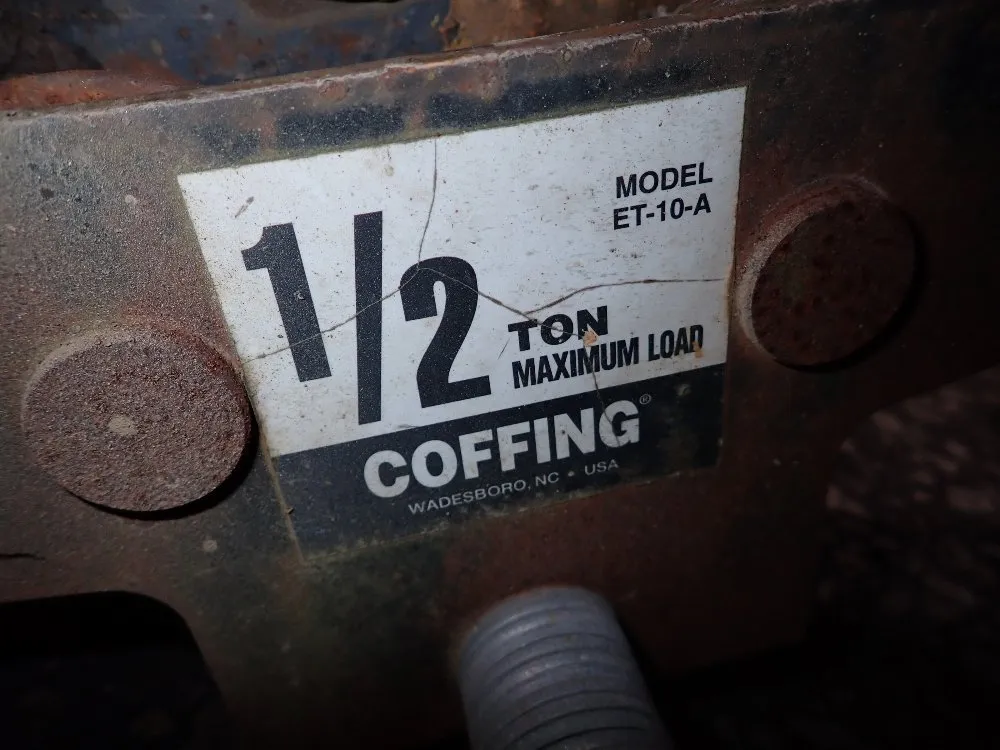 MODEL
ET-10-A
1/2 TON
MAXIMUM LOAD
COFFING®
WADESBORO, NC • USA